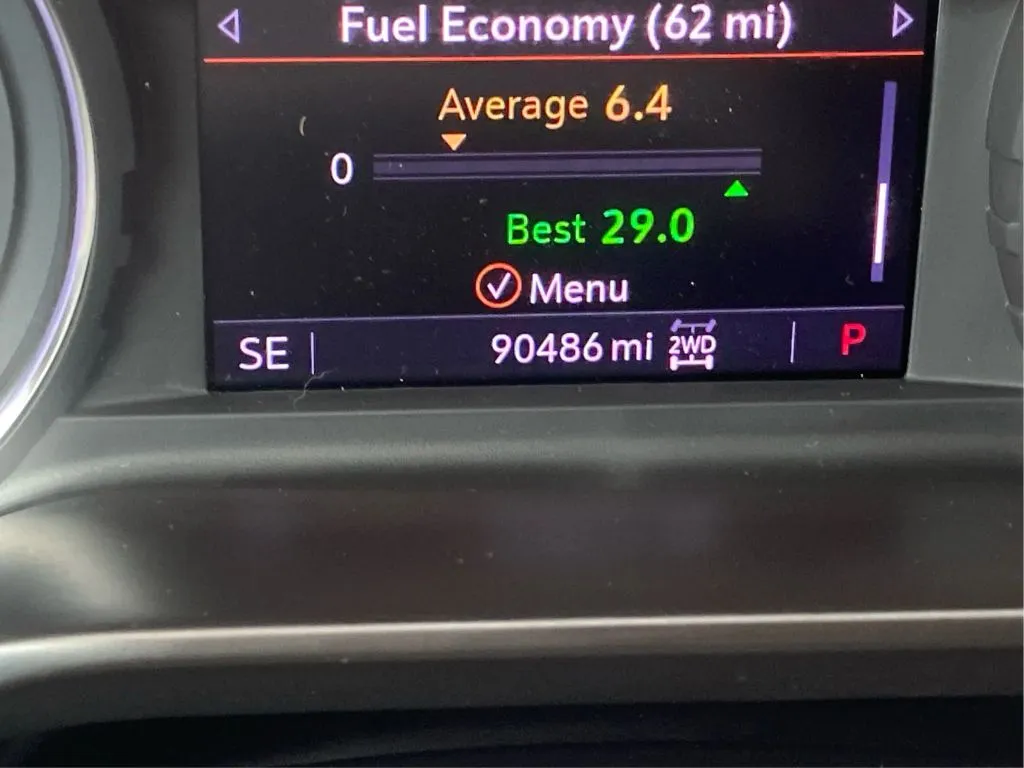 Fuel Economy (62 mi)
Average 6.4
0
Best 29.0
Menu
SE 90486 mi 2WD P